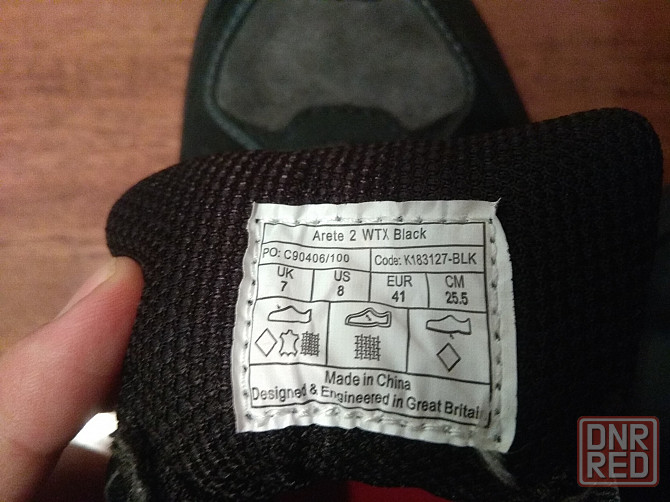 Arete 2 WTX Black
PO: C90406/100 Code: K183127-BLK
UK US EUR CM
7 8 41 25.5
Made in China
Designed & Engineered in Great Britai
DNR
RED